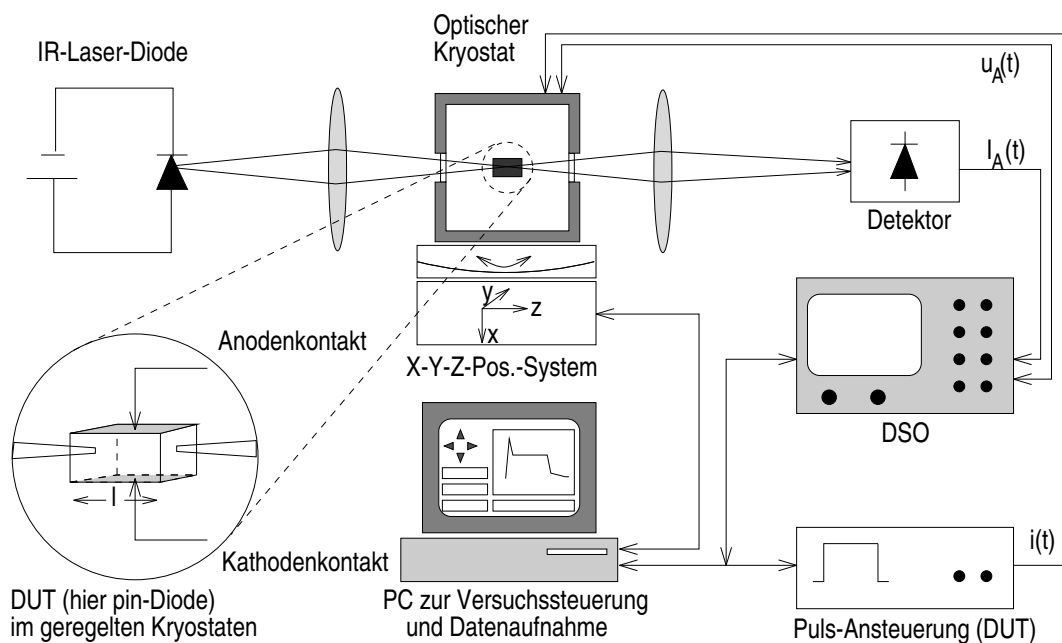 Optischer
Kryostat
IR-Laser-Diode
u_A(t)
I_A(t)
Detektor
y
z
x
X-Y-Z-Pos.-System
Anodenkontakt
DSO
l
Kathodenkontakt
i(t)
DUT (hier pin-Diode)
im geregelten Kryostaten
PC zur Versuchssteuerung
und Datenaufnahme
Puls-Ansteuerung (DUT)